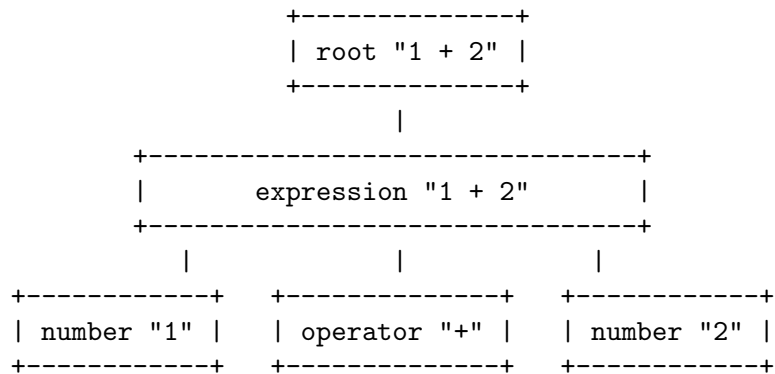 root "1 + 2"
expression "1 + 2"
number "1" operator "+" number "2"